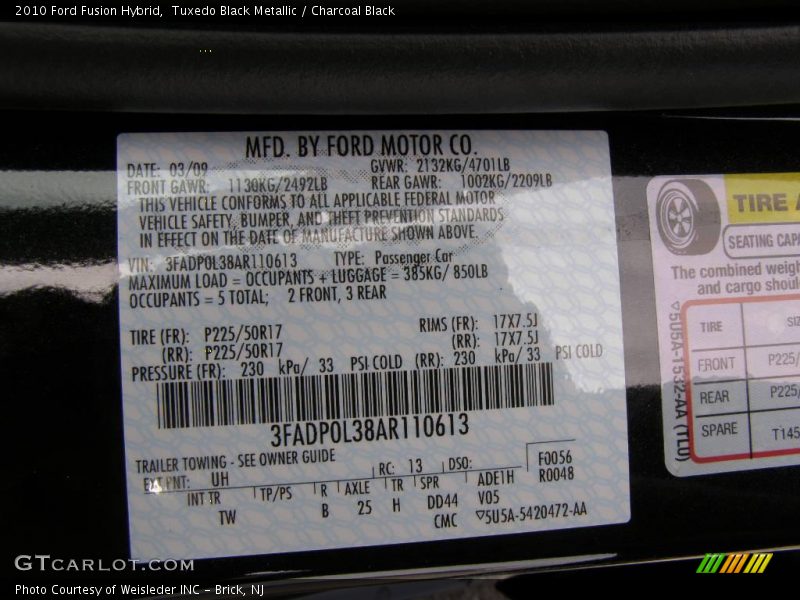 2010 Ford Fusion Hybrid,  Tuxedo Black Metallic / Charcoal Black
MFD. BY FORD MOTOR CO.
DATE: 03/09 GVWR: 2132KG/4701LB
FRONT GAWR: 1130KG/2492LB REAR GAWR: 1002KG/2209LB
THIS VEHICLE CONFORMS TO ALL APPLICABLE FEDERAL MOTOR
VEHICLE SAFETY, BUMPER, AND THEFT PREVENTION STANDARDS
IN EFFECT ON THE DATE OF MANUFACTURE SHOWN ABOVE.
VIN: 3FADP0L38AR110613 TYPE: Passenger Car
MAXIMUM LOAD = OCCUPANTS + LUGGAGE = 385KG/ 850LB
OCCUPANTS = 5 TOTAL; 2 FRONT, 3 REAR
TIRE (FR): P225/50R17 RIMS (FR): 17X7.5J
(RR): P225/50R17 (RR): 17X7.5J
PRESSURE (FR): 230 kPa/ 33 PSI COLD (RR): 230 kPa/ 33 PSI COLD
3FADP0L38AR110613
TRAILER TOWING - SEE OWNER GUIDE
EXT PNT: UH RC: 13 DSO: F0056
R0048
INT TR TP/PS R AXLE TR SPR ADE1H
TW B 25 H DD44 V05
CMC ▽5U5A-5420472-AA
TIRE
SEATING
The combined
and cargo
TIRE
FRONT P225/
REAR P225/
SPARE T145
▽5U5A-1532-AA (TL0)
GTCARLOT.COM
Photo Courtesy of Weisleder INC – Brick, NJ